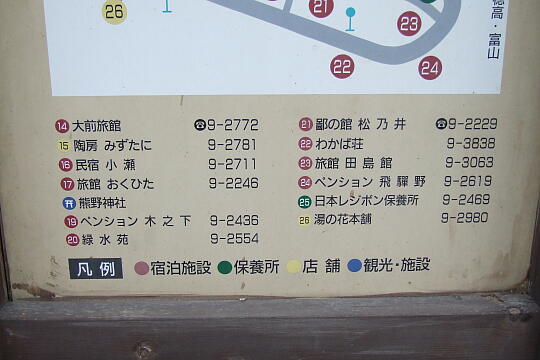 26
21
23
22
24
穂高・富山
14 大前旅館 ☎9-2772
15 陶房 みずたに 9-2781
16 民宿 小瀬 9-2711
17 旅館 おくひた 9-2246
熊野神社
19 ペンション 木之下 9-2436
20 緑水苑 9-2554
21 鄙の館 松乃井 ☎9-2229
22 わかば荘 9-3838
23 旅館 田島館 9-3063
24 ペンション 飛騨野 9-2619
25 日本レジボン保養所 9-2469
26 湯の花本舗 9-2980
凡例 宿泊施設 保養所 店舗 観光・施設